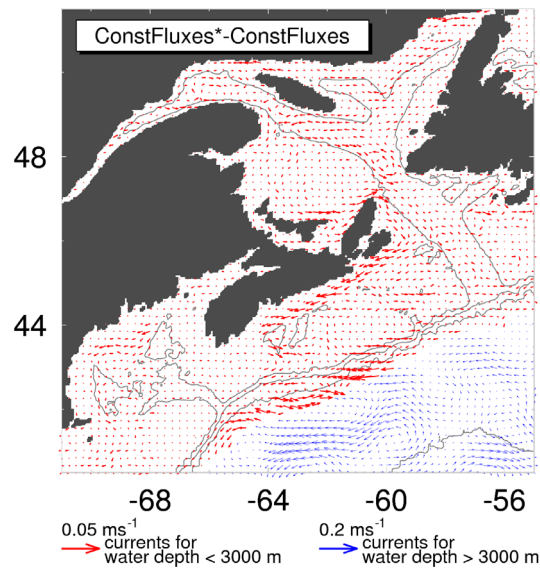 ConstFluxes*-ConstFluxes
48
44
-68 -64 -60 -56
0.05 ms-1 0.2 ms-1
currents for currents for
water depth < 3000 m water depth > 3000 m